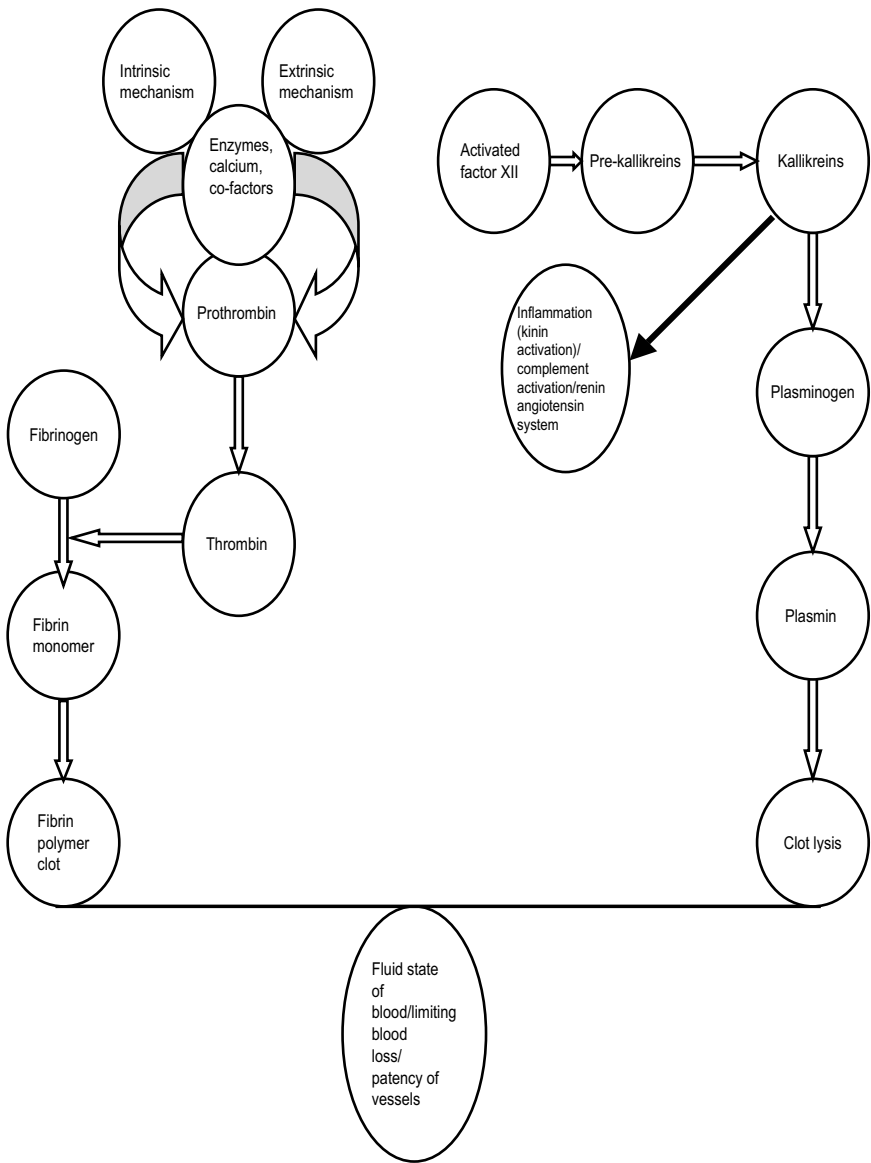 Intrinsic
mechanism
Extrinsic
mechanism
Enzymes,
calcium,
co-factors
Prothrombin
Fibrinogen
Thrombin
Fibrin
monomer
Fibrin
polymer
clot
Activated
factor XII
Pre-kallikreins
Kallikreins
Inflammation
(kinin
activation)/
complement
activation/renin
angiotensin
system
Plasminogen
Plasmin
Clot lysis
Fluid state
of
blood/limiting
blood
loss/
patency of
vessels